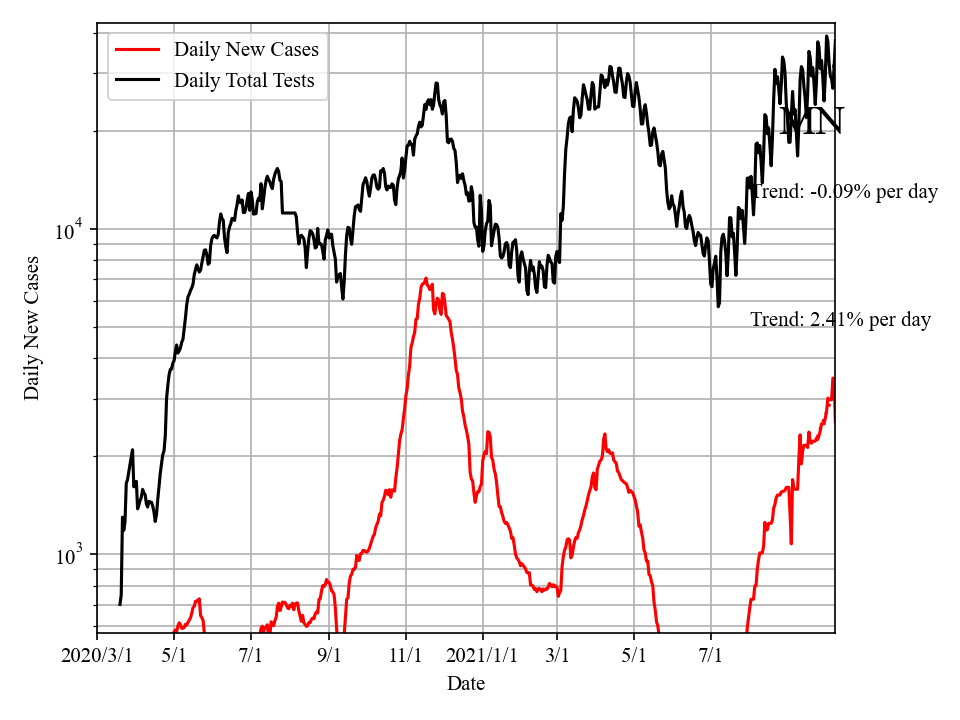 Daily New Cases
Daily Total Tests
MN
Trend: -0.09% per day
Trend: 2.41% per day
10^4
10^3
Daily New Cases
2020/3/1 5/1 7/1 9/1 11/1 2021/1/1 3/1 5/1 7/1
Date